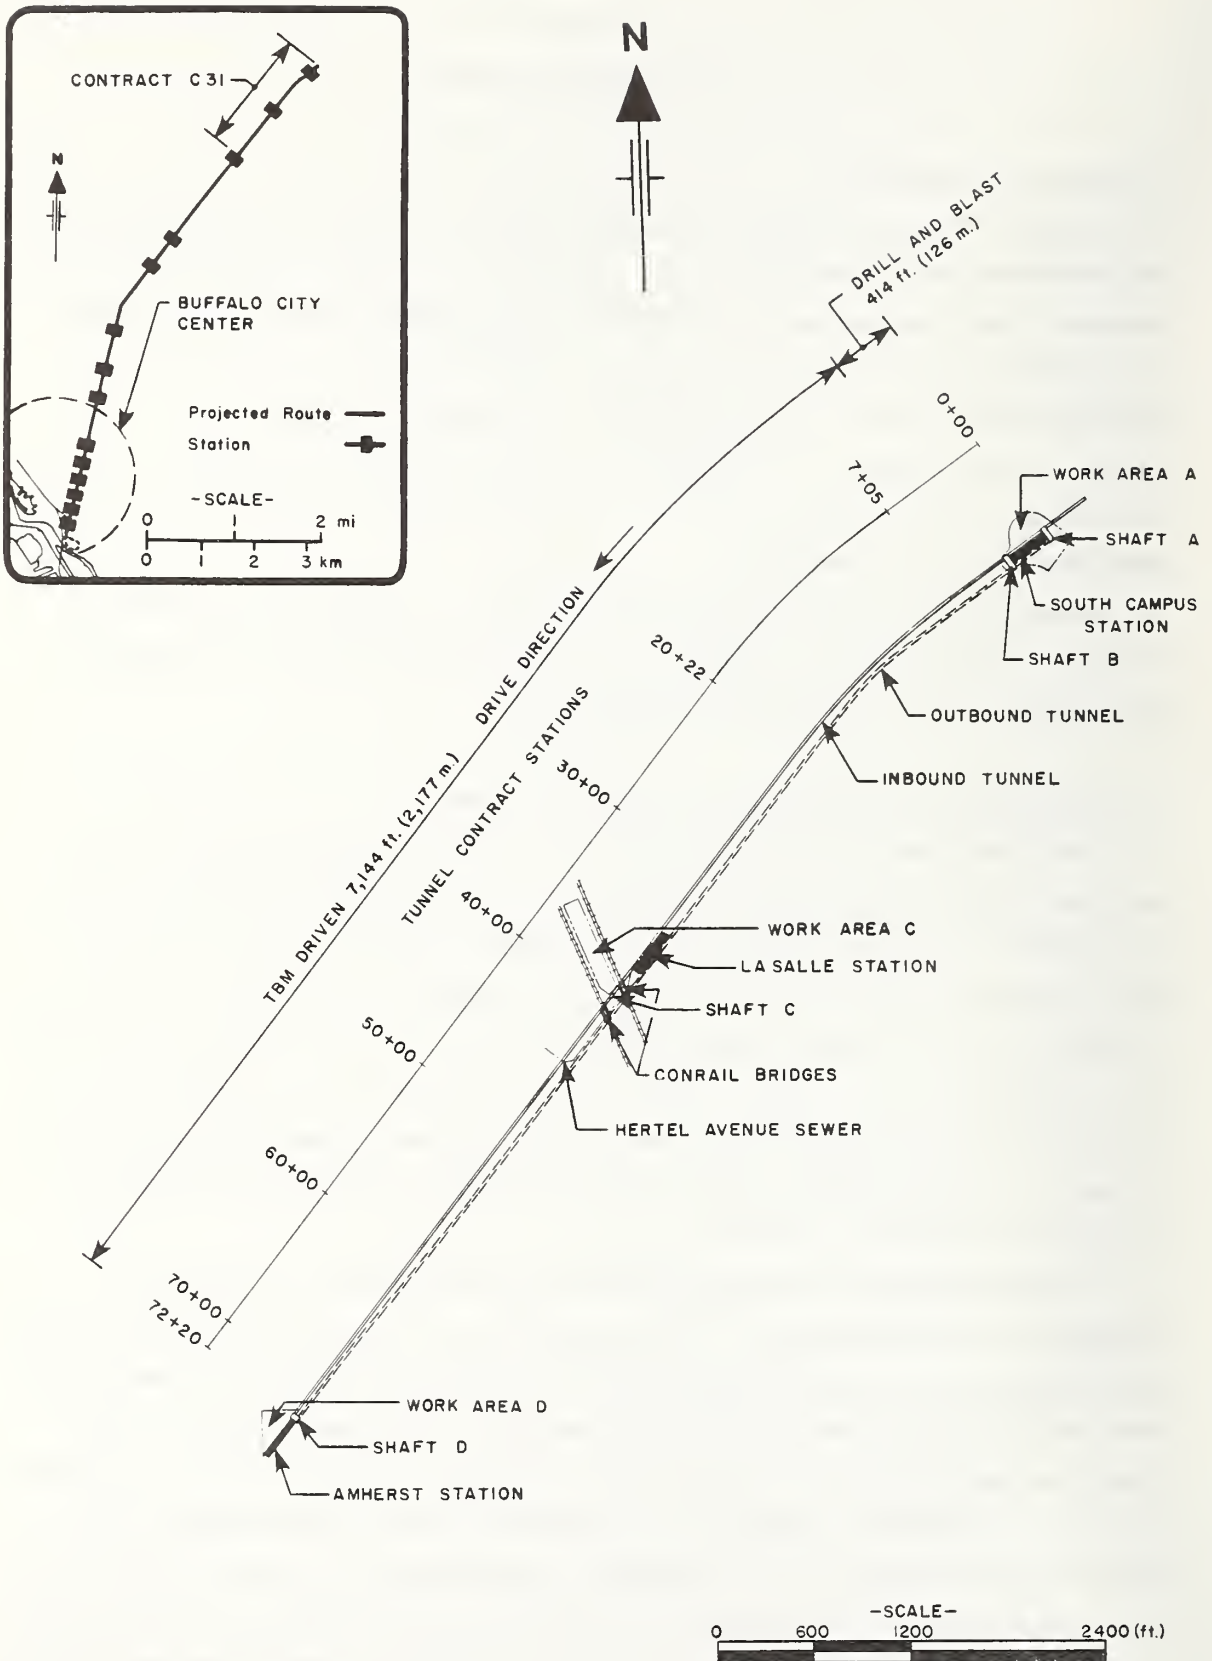 CONTRACT C31
N
BUFFALO CITY
CENTER
Projected Route
Station
-SCALE-
0 1 2 mi
0 1 2 3 km
N
DRILL AND BLAST
414 ft. (126 m.)
0+00
7+05
WORK AREA A
SHAFT A
SOUTH CAMPUS
STATION
SHAFT B
DRIVE DIRECTION
20+22
OUTBOUND TUNNEL
INBOUND TUNNEL
TUNNEL CONTRACT STATIONS
30+00
TBM DRIVEN 7,144 ft. (2,177 m.)
40+00
WORK AREA C
LA SALLE STATION
SHAFT C
50+00
CONRAIL BRIDGES
HERTEL AVENUE SEWER
60+00
70+00
72+20
WORK AREA D
SHAFT D
AMHERST STATION
-SCALE-
0 600 1200 2400 (ft.)